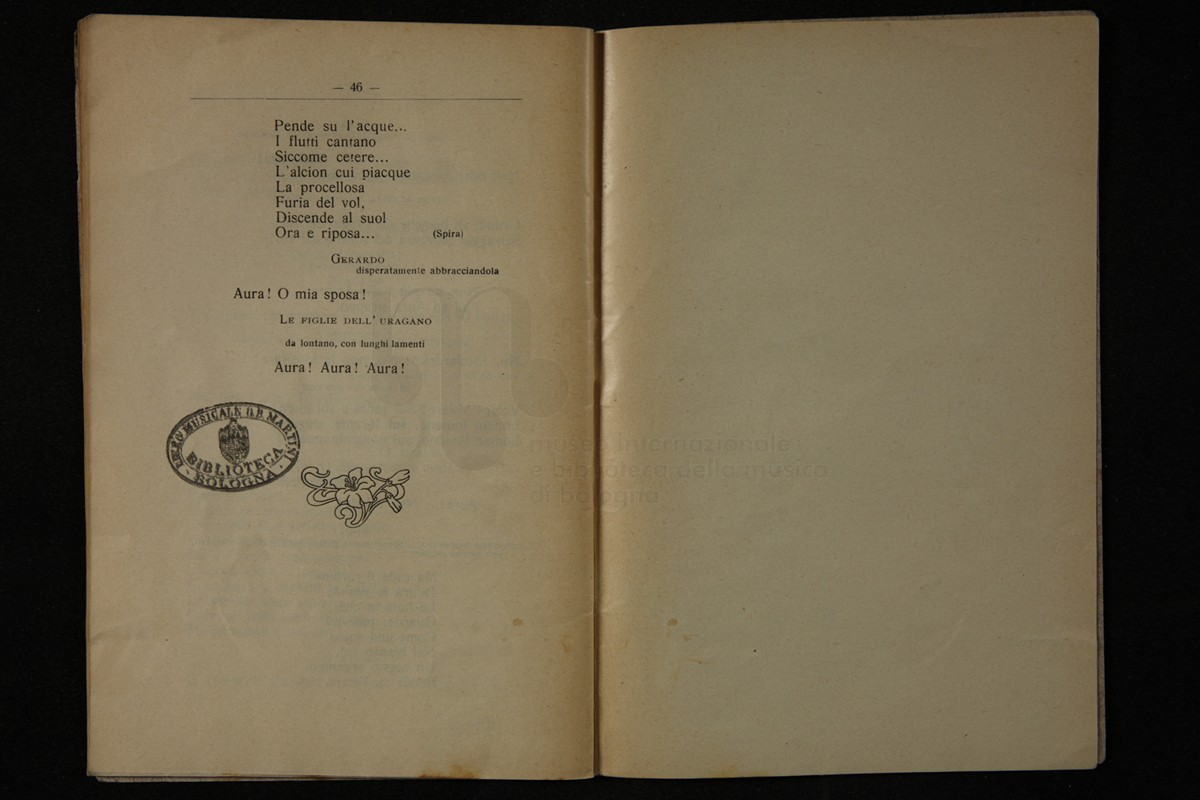 — 46 —
Pende su l'acque...
I flutti cantano
Siccome cetere...
L'alcion cui piacque
La procellosa
Furia del vol,
Discende al suol
Ora e riposa... (Spira)
GERARDO
disperatamente abbracciandola
Aura! O mia sposa!
LE FIGLIE DELL' URAGANO
da lontano, con lunghi lamenti
Aura! Aura! Aura!
MUSICALE G.B. MARTINI
BIBLIOTECA
BOLOGNA
museo internazionale
e biblioteca della musica
di bologna